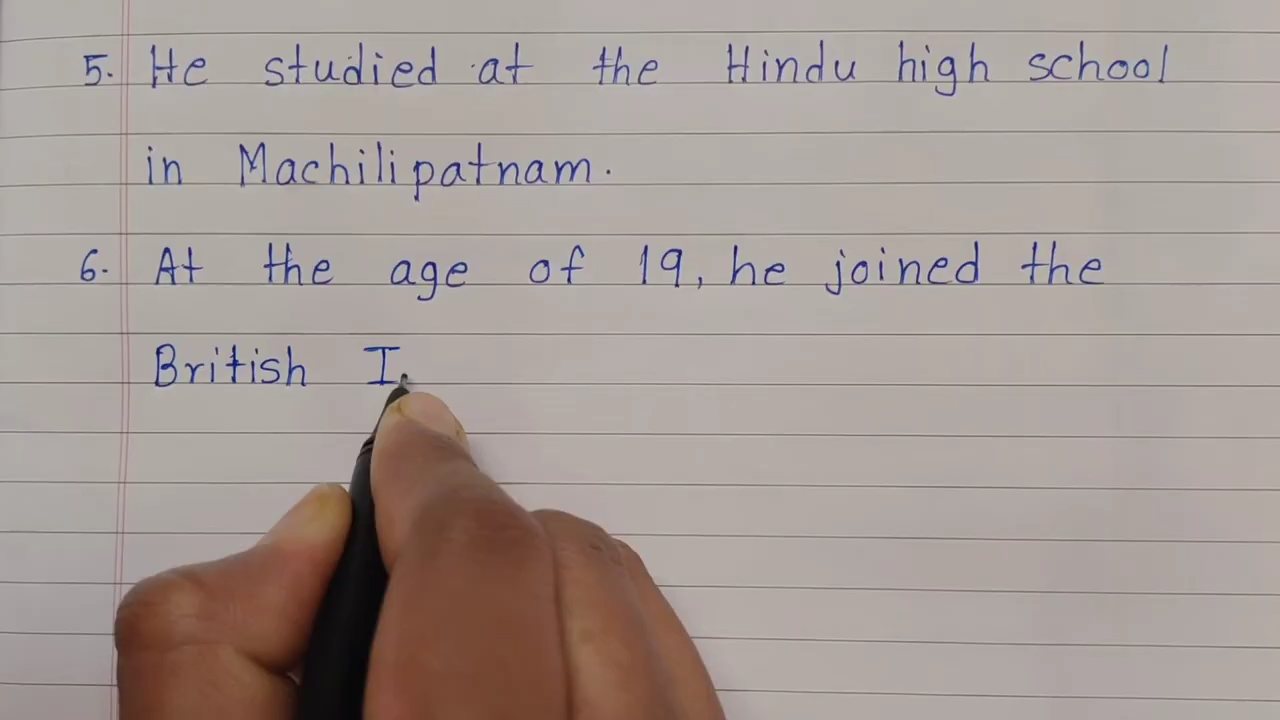 5. He studied at the Hindu high school
in Machilipatnam.
6. At the age of 19, he joined the
British I